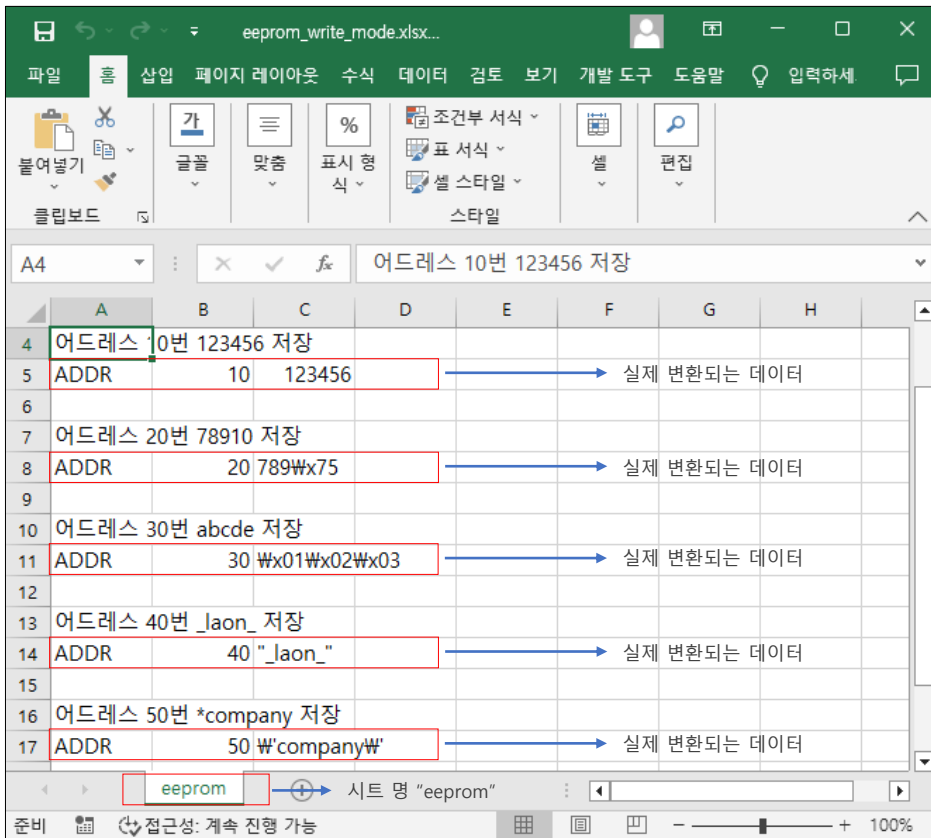 eeprom_write_mode.xlsx...
파일 홈 삽입 페이지 레이아웃 수식 데이터 검토 보기 개발 도구 도움말 입력하세
붙여넣기
가
글꼴
맞춤
%
표시 형식
조건부 서식
표 서식
셀 스타일
셀
편집
클립보드
스타일
A4 fx 어드레스 10번 123456 저장
A B C D E F G H
4 어드레스 10번 123456 저장
5 ADDR 10 123456 실제 변환되는 데이터
6
7 어드레스 20번 78910 저장
8 ADDR 20 789₩x75 실제 변환되는 데이터
9
10 어드레스 30번 abcde 저장
11 ADDR 30 ₩x01₩x02₩x03 실제 변환되는 데이터
12
13 어드레스 40번 _laon_ 저장
14 ADDR 40 "_laon_" 실제 변환되는 데이터
15
16 어드레스 50번 *company 저장
17 ADDR 50 ₩'company₩' 실제 변환되는 데이터
eeprom 시트 명 “eeprom”
준비 접근성: 계속 진행 가능 100%